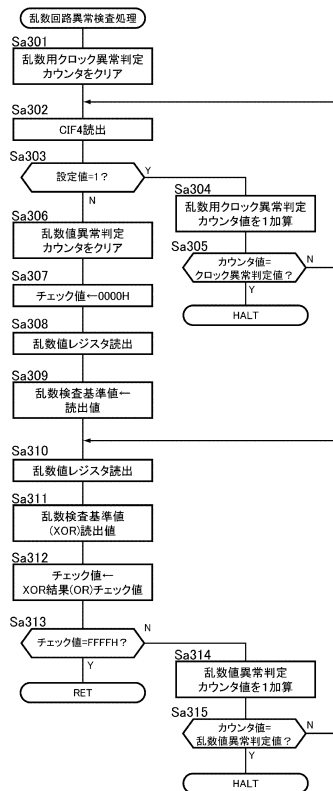 乱数回路異常検査処理
Sa301
乱数用クロック異常判定
カウンタをクリア
Sa302
CIF4読出
Sa303
設定値=1?
Y
N
Sa304
乱数用クロック異常判定
カウンタ値を1加算
Sa305
カウンタ値=
クロック異常判定値?
N
Y
HALT
Sa306
乱数値異常判定
カウンタをクリア
Sa307
チェック値←0000H
Sa308
乱数値レジスタ読出
Sa309
乱数検査基準値←
読出値
Sa310
乱数値レジスタ読出
Sa311
乱数検査基準値
(XOR)読出値
Sa312
チェック値←
XOR結果(OR)チェック値
Sa313
チェック値=FFFFH?
N
Y
RET
Sa314
乱数値異常判定
カウンタ値を1加算
Sa315
カウンタ値=
乱数値異常判定値?
N
Y
HALT